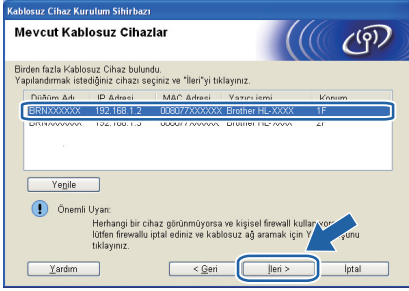 Kablosuz Cihaz Kurulum Sihirbazı
Mevcut Kablosuz Cihazlar
Birden fazla Kablosuz Cihaz bulundu.
Yapılandırmak istediğiniz cihazı seçiniz ve "İleri"yi tıklayınız.
Düğüm Adı IP Adresi MAC Adresi Yazıcı ismi Konum
BRNXXXXXX 192.168.1.2 008077XXXXXX Brother HL-XXXX 1F
BRNXXXXXX 192.168.1.3 008077XXXXXX Brother HL-XXXX 2F
Yenile
Önemli Uyarı:
Herhangi bir cihaz görünmüyorsa ve kişisel firewall
lütfen firewallu iptal ediniz ve kablosuz ağ aramak için
tıklayınız.
Yardım < Geri İleri > İptal